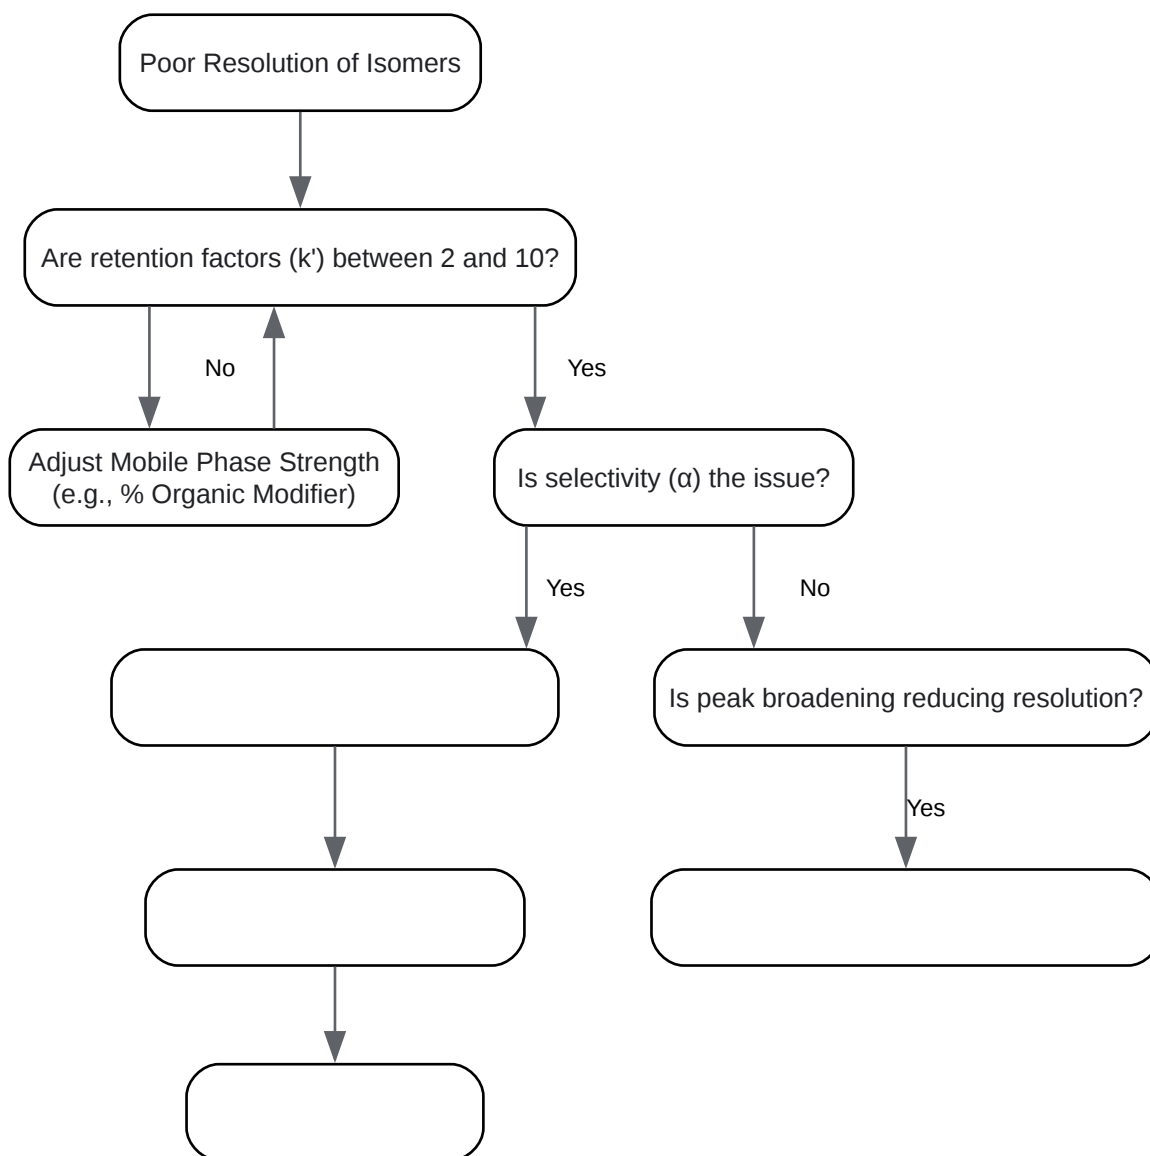 Poor Resolution of Isomers
Are retention factors (k') between 2 and 10?
No
Yes
Adjust Mobile Phase Strength
(e.g., % Organic Modifier)
Is selectivity (α) the issue?
Yes
No
Is peak broadening reducing resolution?
Yes